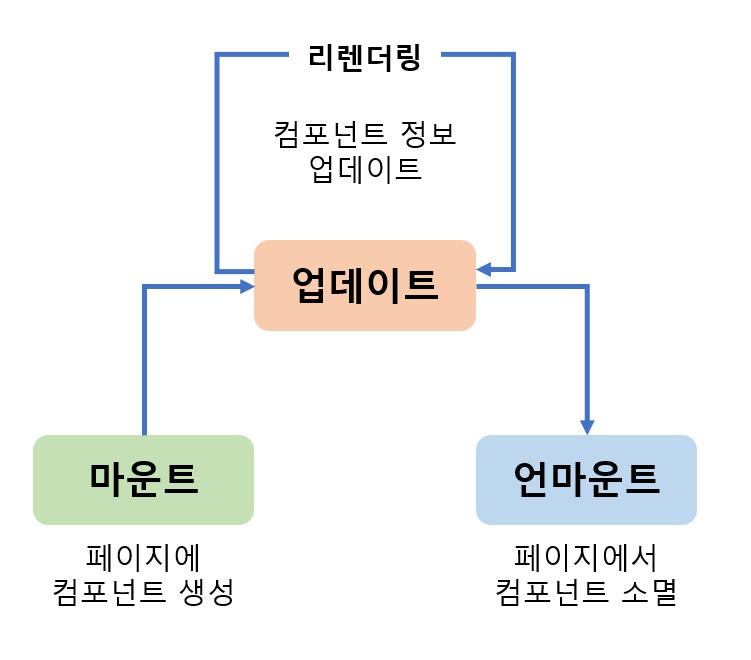 리렌더링
컴포넌트 정보
업데이트
업데이트
마운트
페이지에
컴포넌트 생성
언마운트
페이지에서
컴포넌트 소멸